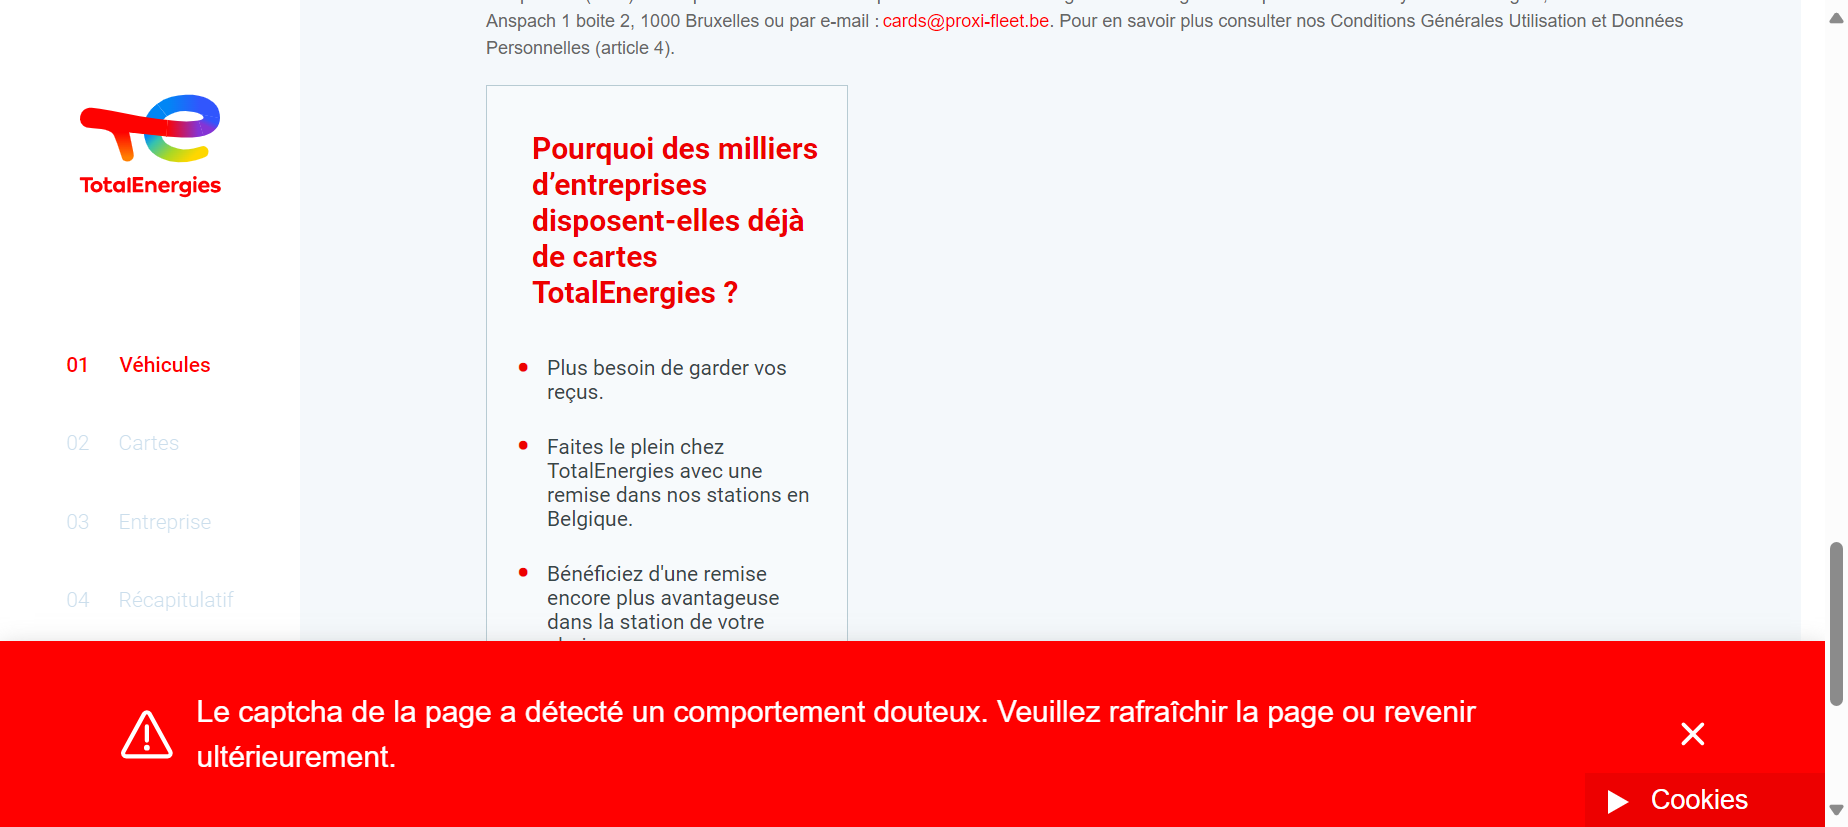 Anspach 1 boite 2, 1000 Bruxelles ou par e-mail : cards@proxi-fleet.be. Pour en savoir plus consulter nos Conditions Générales Utilisation et Données
Personnelles (article 4).
TotalEnergies
01 Véhicules
02 Cartes
03 Entreprise
04 Récapitulatif
Pourquoi des milliers
d’entreprises
disposent-elles déjà
de cartes
TotalEnergies ?
Plus besoin de garder vos
reçus.
Faites le plein chez
TotalEnergies avec une
remise dans nos stations en
Belgique.
Bénéficiez d'une remise
encore plus avantageuse
dans la station de votre
Le captcha de la page a détecté un comportement douteux. Veuillez rafraîchir la page ou revenir
ultérieurement.
Cookies